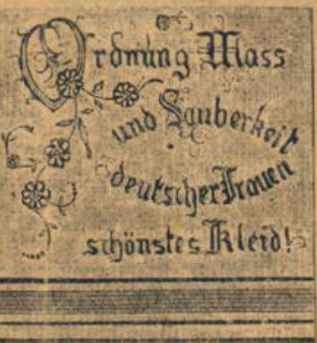 Ordnung Mass
und Sauberkeit
deutscher Frauen
schönstes Kleid!